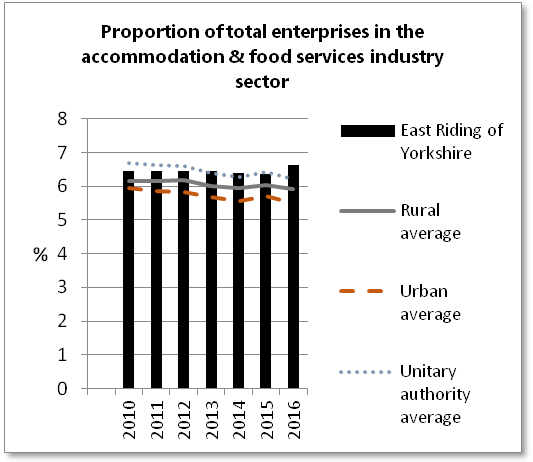 Proportion of total enterprises in the
accommodation & food services industry
sector
8
7
6
5
% 4
3
2
1
0
2010
2011
2012
2013
2014
2015
2016
East Riding of
Yorkshire
Rural
average
Urban
average
Unitary
authority
average